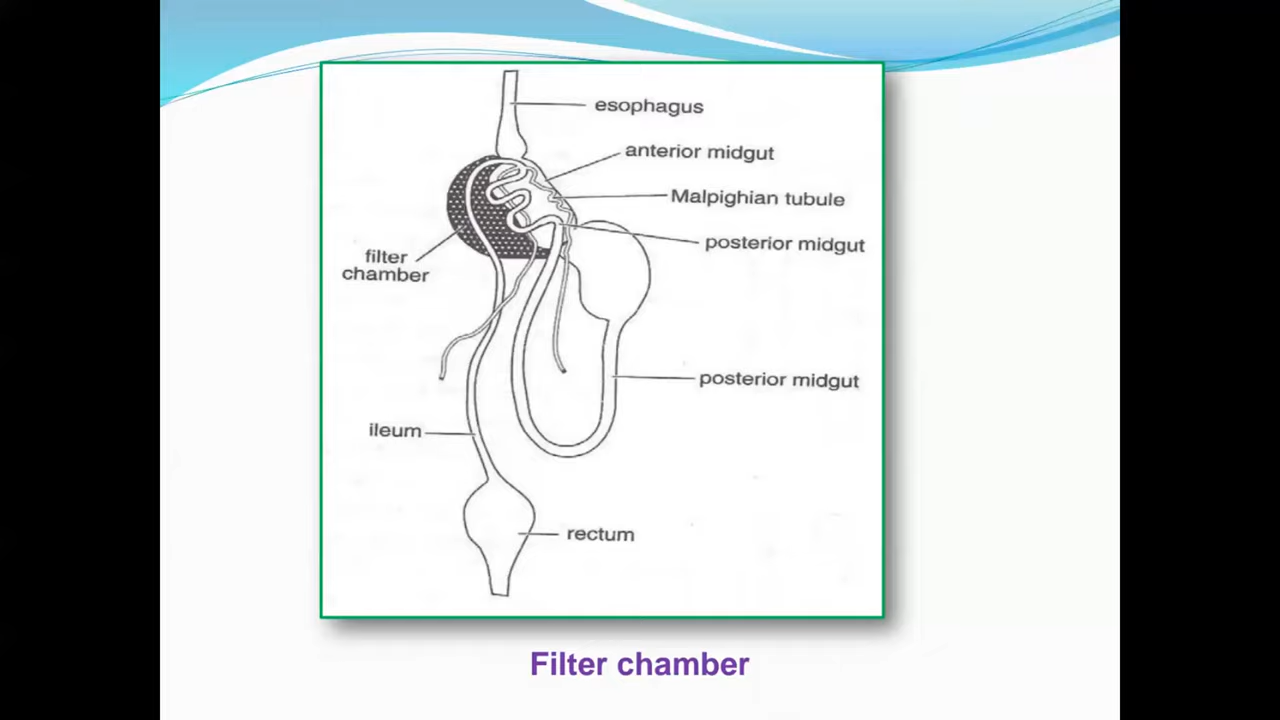 esophagus
anterior midgut
Malpighian tubule
posterior midgut
filter
chamber
posterior midgut
ileum
rectum
Filter chamber